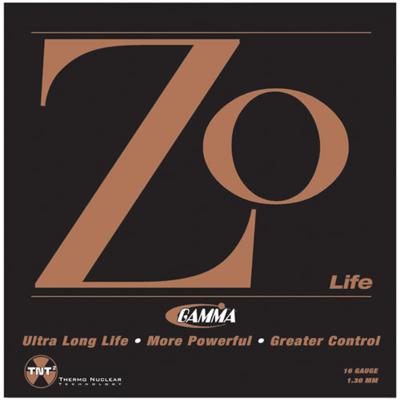 Zo
Life
GAMMA
Ultra Long Life • More Powerful • Greater Control
16 GAUGE
1.30 MM
TNT2
THERMO NUCLEAR
TECHNOLOGY